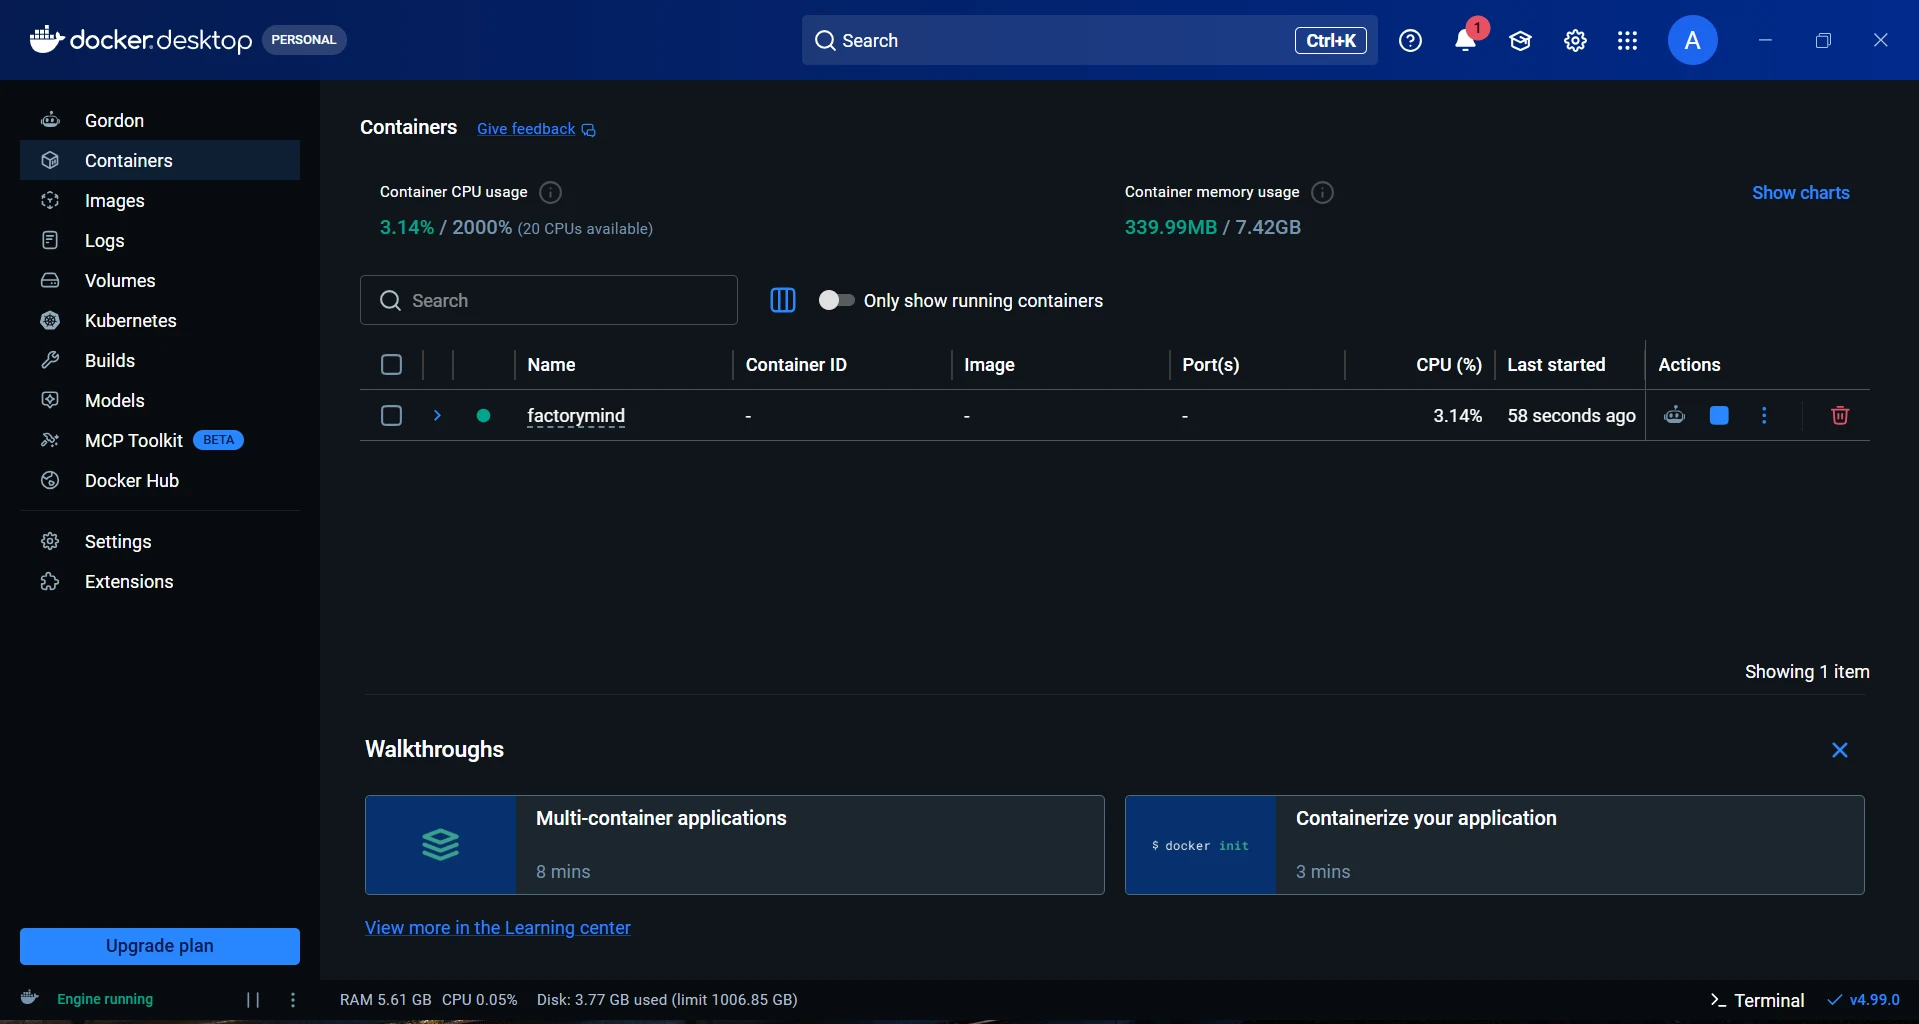 docker.desktop PERSONAL
Search
Ctrl+K
1
A
Gordon
Containers
Images
Logs
Volumes
Kubernetes
Builds
Models
MCP Toolkit BETA
Docker Hub
Settings
Extensions
Upgrade plan
Containers Give feedback
Container CPU usage
3.14% / 2000% (20 CPUs available)
Container memory usage
339.99MB / 7.42GB
Show charts
Search
Only show running containers
Name Container ID Image Port(s) CPU (%) Last started Actions
factorymind - - - 3.14% 58 seconds ago
Showing 1 item
Walkthroughs
Multi-container applications
8 mins
$ docker init
Containerize your application
3 mins
View more in the Learning center
Engine running
RAM 5.61 GB CPU 0.05% Disk: 3.77 GB used (limit 1006.85 GB)
>_ Terminal
v4.99.0